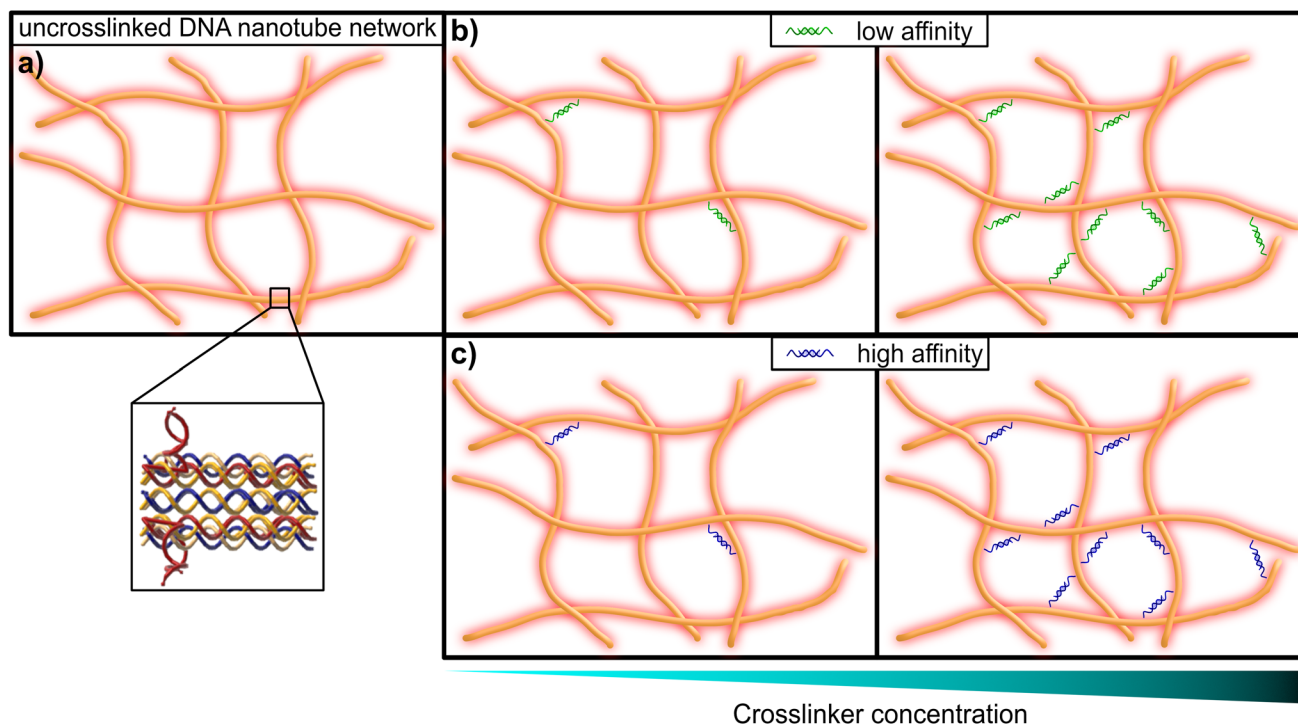 uncrosslinked DNA nanotube network
a)
b)
low affinity
c)
high affinity
Crosslinker concentration